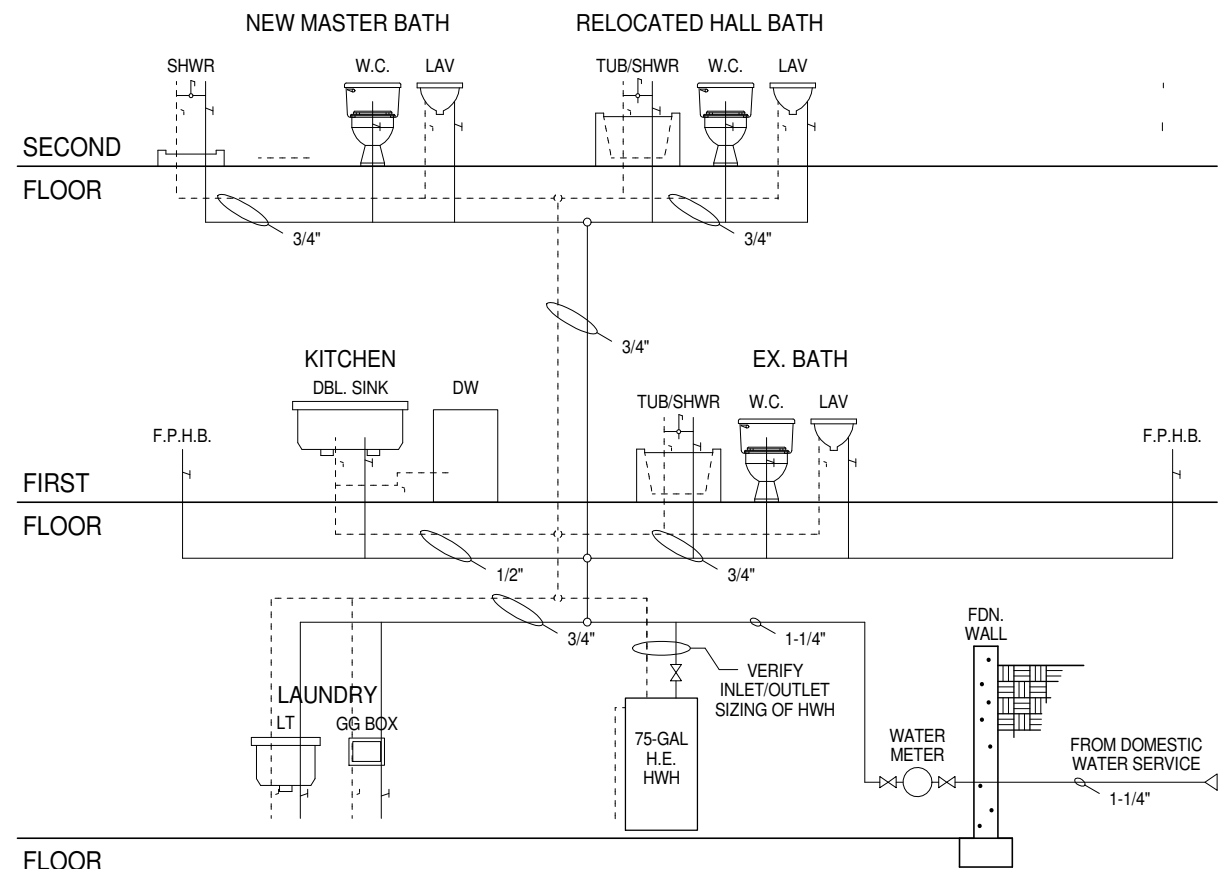 NEW MASTER BATH
RELOCATED HALL BATH
SHWR
W.C.
LAV
TUB/SHWR
W.C.
LAV
SECOND
FLOOR
3/4"
3/4"
3/4"
KITCHEN
EX. BATH
DBL. SINK
DW
TUB/SHWR
W.C.
LAV
F.P.H.B.
F.P.H.B.
FIRST
FLOOR
1/2"
3/4"
3/4"
1-1/4"
FDN.
WALL
VERIFY
INLET/OUTLET
SIZING OF HWH
LAUNDRY
LT
GG BOX
75-GAL
H.E.
HWH
WATER
METER
FROM DOMESTIC
WATER SERVICE
1-1/4"
FLOOR